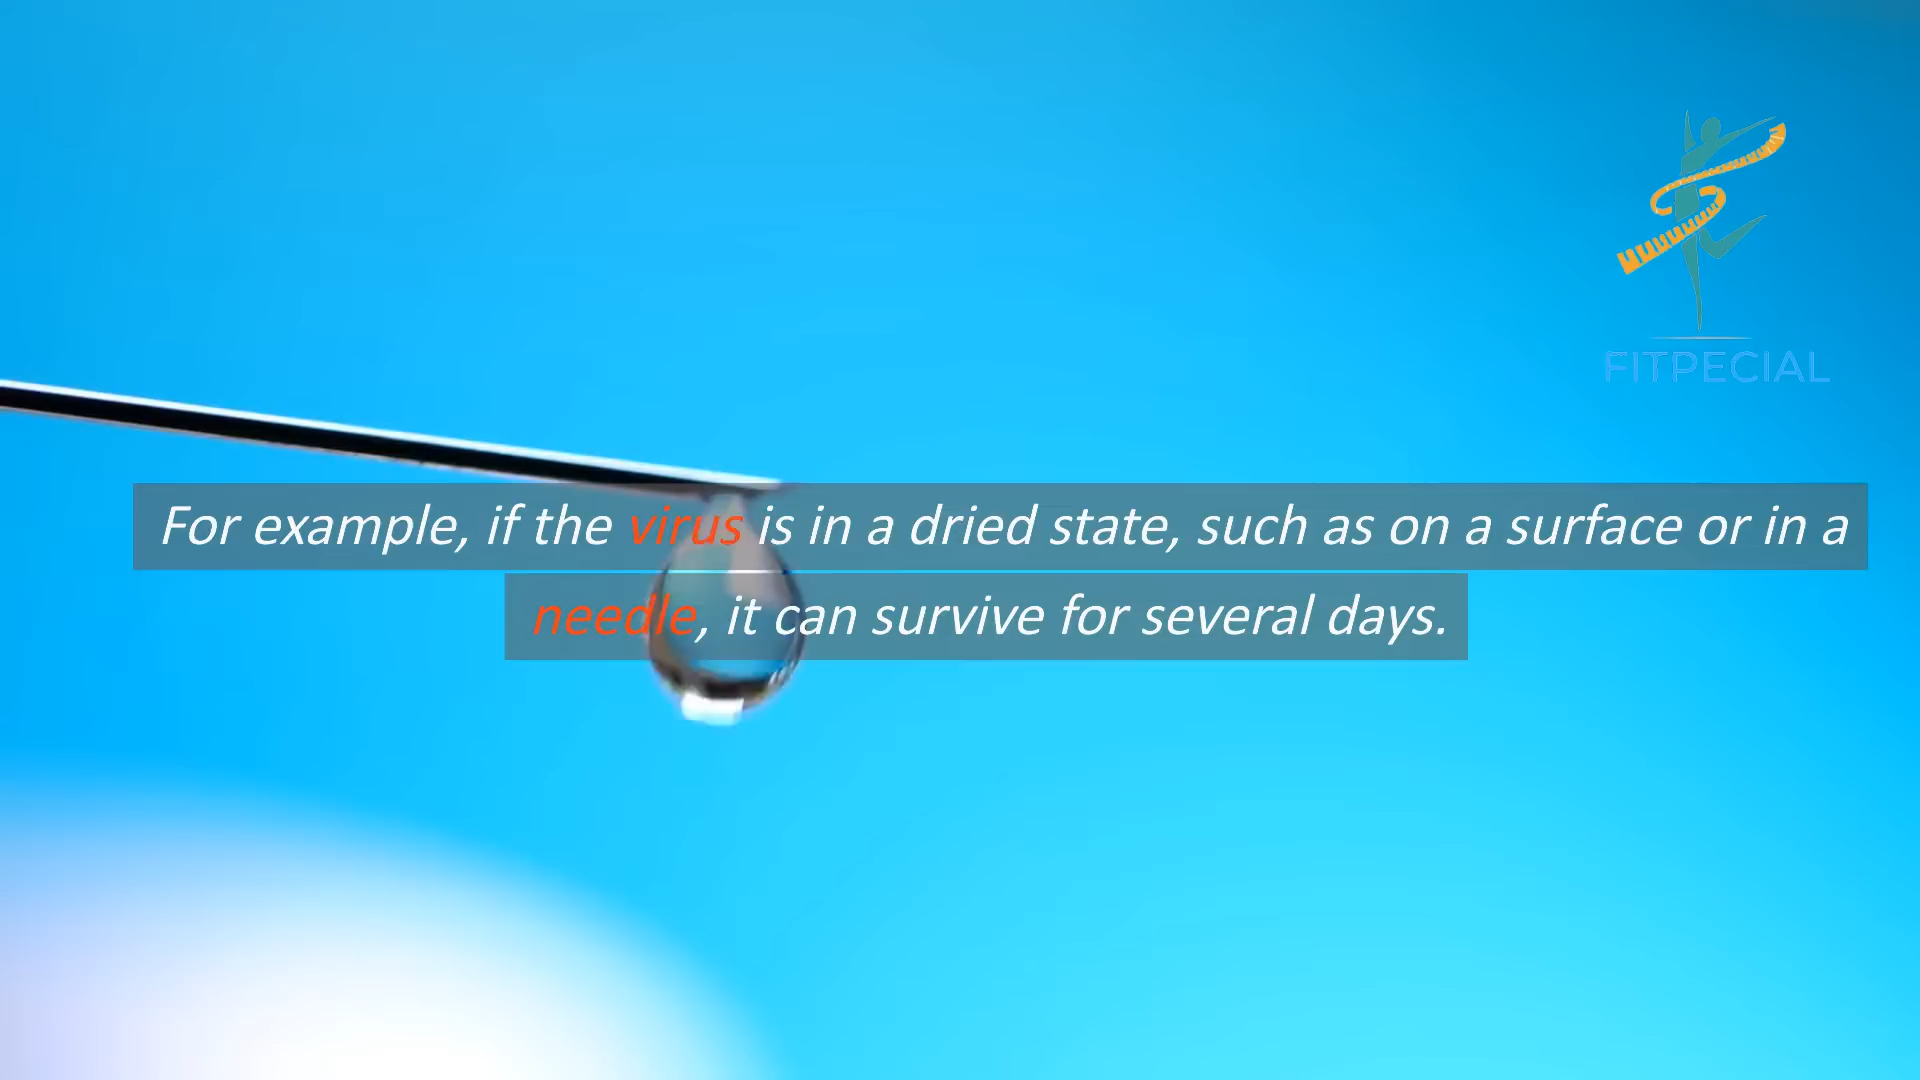 FITPECIAL
For example, if the virus is in a dried state, such as on a surface or in a
needle, it can survive for several days.